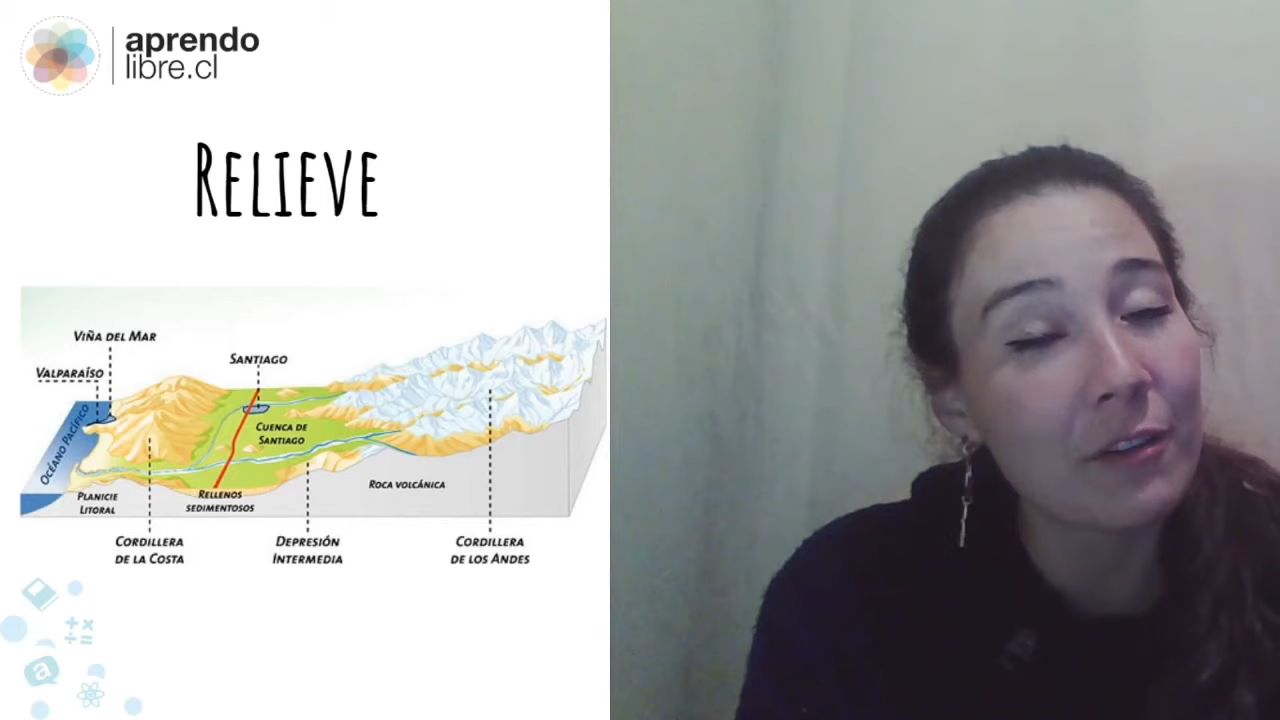 aprendo
libre.cl
RELIEVE
VIÑA DEL MAR
SANTIAGO
VALPARAÍSO
OCÉANO PACÍFICO
CUENCA DE
SANTIAGO
ROCA VOLCÁNICA
PLANICIE
LITORAL
RELLENOS
SEDIMENTOSOS
CORDILLERA
DE LA COSTA
DEPRESIÓN
INTERMEDIA
CORDILLERA
DE LOS ANDES
+ ×
÷ =
a